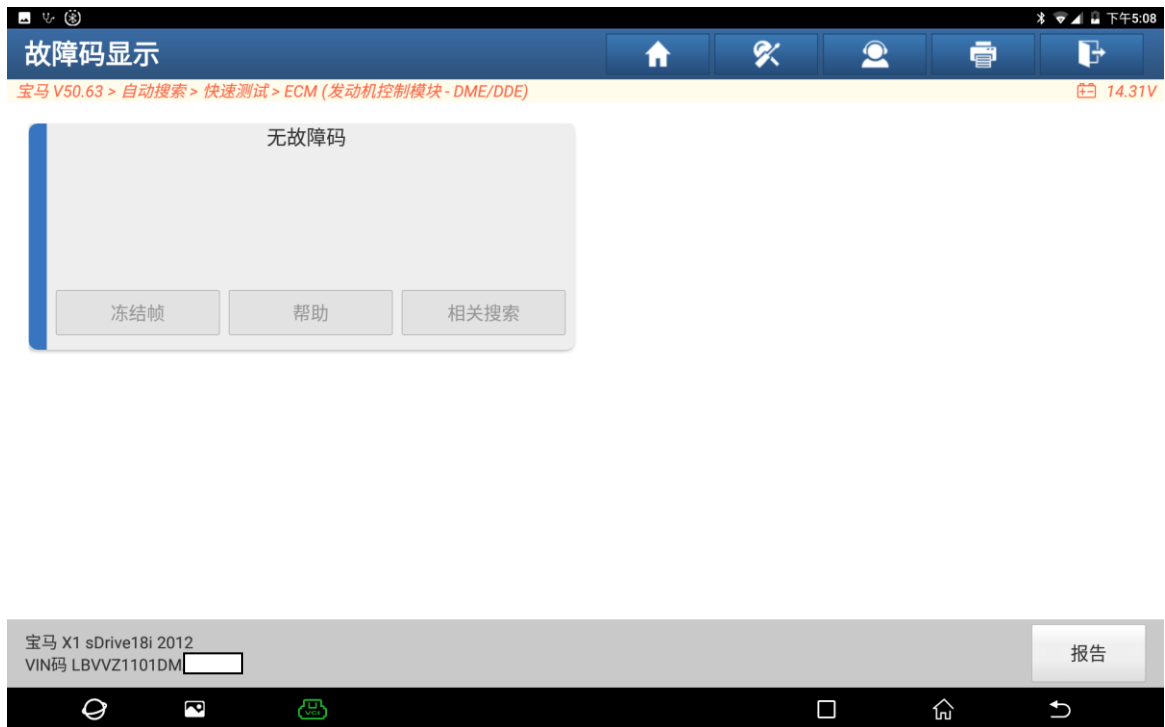 下午5:08
故障码显示
宝马 V50.63 > 自动搜索 > 快速测试 > ECM (发动机控制模块 - DME/DDE)
14.31V
无故障码
冻结帧
帮助
相关搜索
宝马 X1 sDrive18i 2012
VIN码 LBVVZ1101DM
报告
VCI